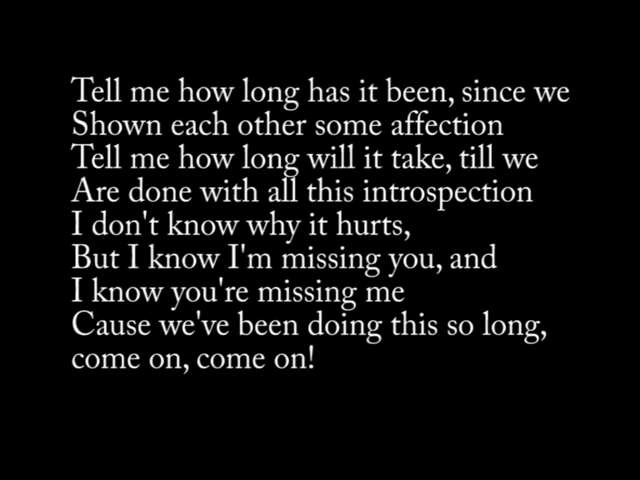 Tell me how long has it been, since we
Shown each other some affection
Tell me how long will it take, till we
Are done with all this introspection
I don't know why it hurts,
But I know I'm missing you, and
I know you're missing me
Cause we've been doing this so long,
come on, come on!